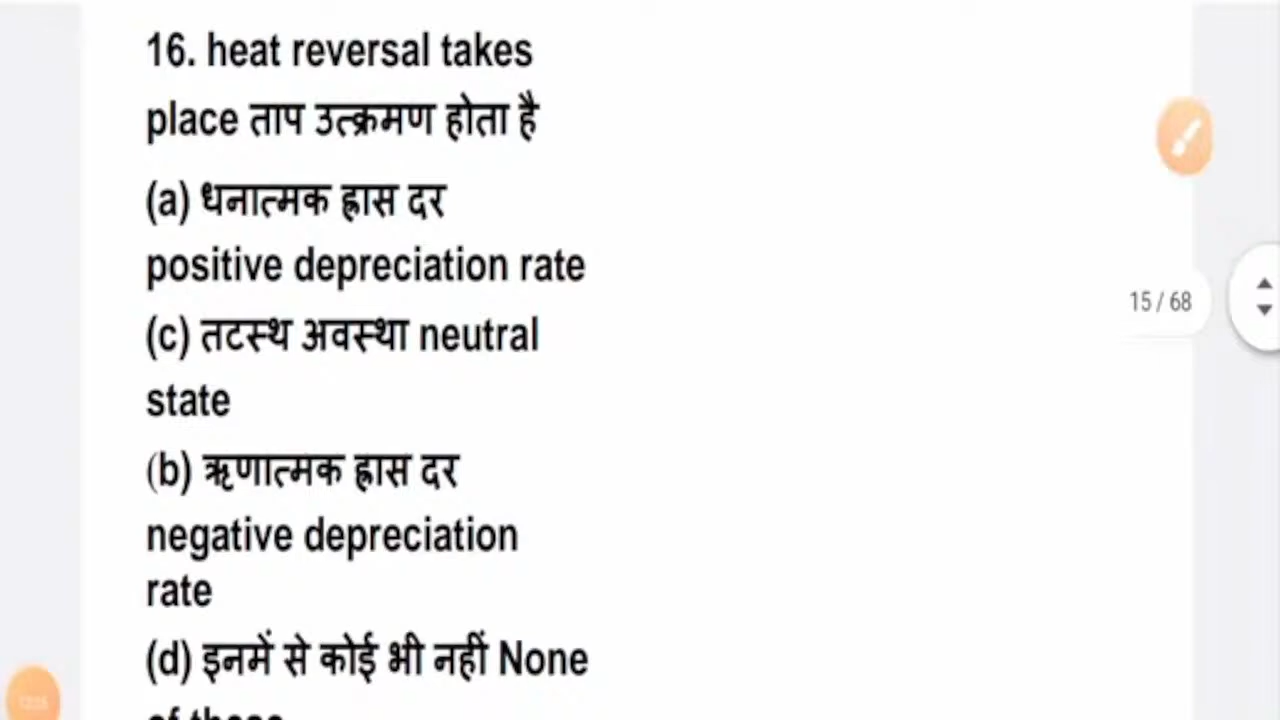 16. heat reversal takes
place ताप उत्क्रमण होता है
(a) धनात्मक ह्रास दर
positive depreciation rate
(c) तटस्थ अवस्था neutral
state
(b) ऋणात्मक ह्रास दर
negative depreciation
rate
(d) इनमें से कोई भी नहीं None
15 / 68